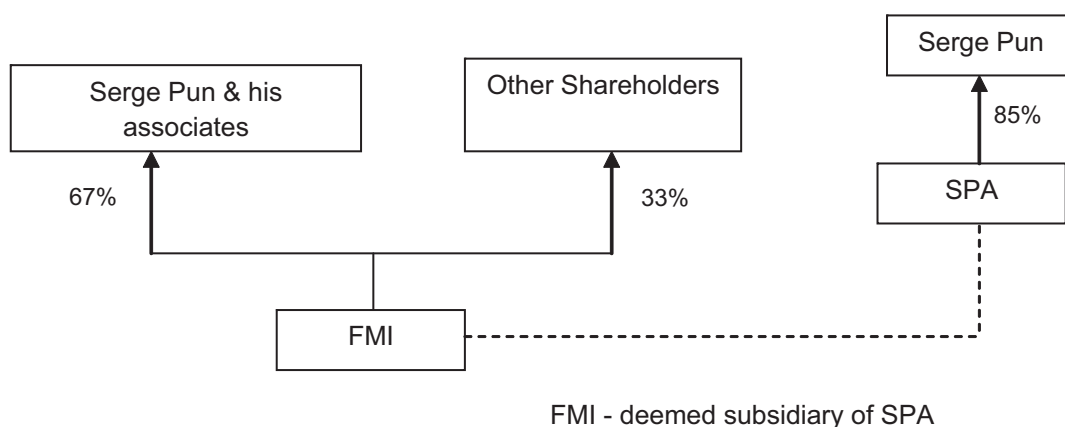 Serge Pun
Serge Pun & his
associates
Other Shareholders
85%
67%
33%
SPA
FMI
FMI - deemed subsidiary of SPA